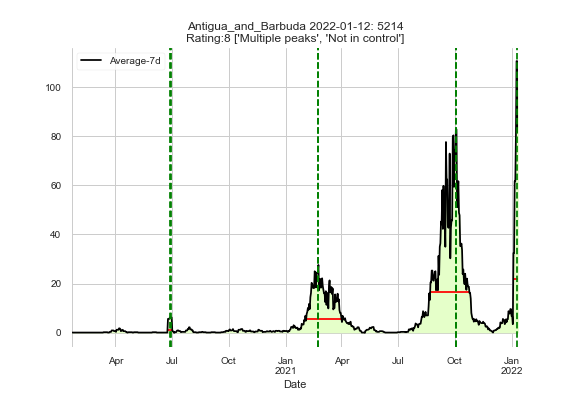 Antigua_and_Barbuda 2022-01-12: 5214
Rating:8 ['Multiple peaks', 'Not in control']
Average-7d
100
80
60
40
20
0
Apr Jul Oct Jan Apr Jul Oct Jan
2021 2022
Date